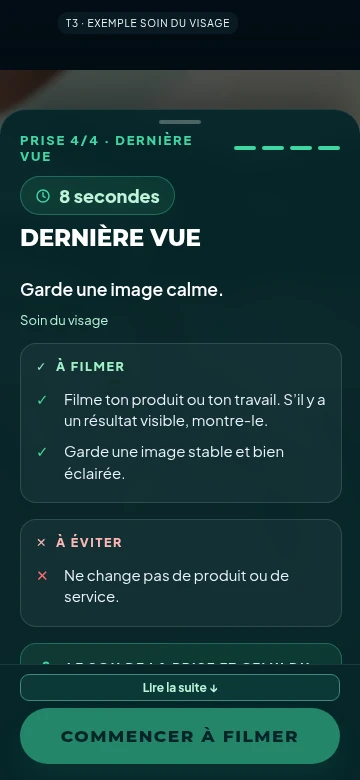 T3 · EXEMPLE SOIN DU VISAGE
PRISE 4/4 · DERNIÈRE
VUE
8 secondes
DERNIÈRE VUE
Garde une image calme.
Soin du visage
✓ À FILMER
✓ Filme ton produit ou ton travail. S’il y a
un résultat visible, montre-le.
✓ Garde une image stable et bien
éclairée.
✕ À ÉVITER
✕ Ne change pas de produit ou de
service.
Lire la suite ↓
COMMENCER À FILMER